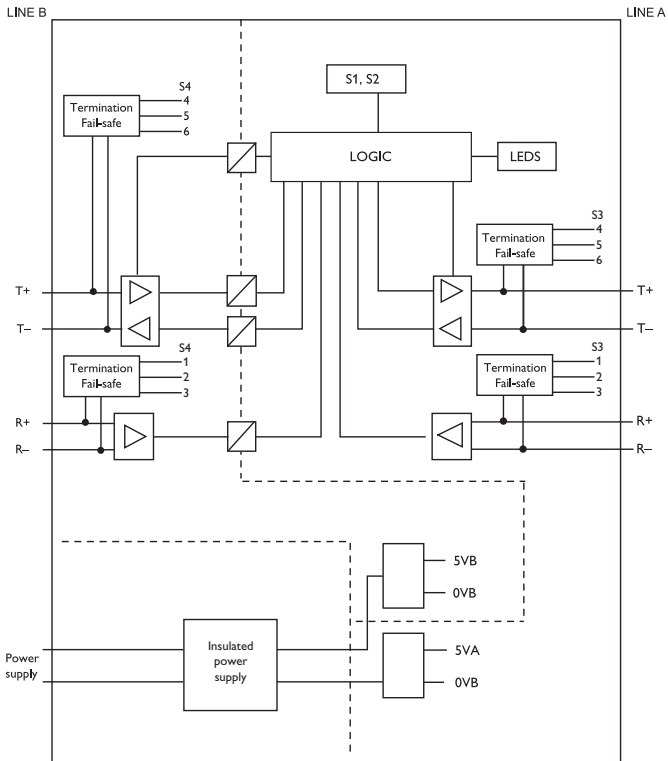 LINE B
LINE A
S1, S2
S4
4
5
6
Termination
Fail-safe
LOGIC
LEDS
S3
4
5
6
Termination
Fail-safe
T+
T+
T–
T–
S4
1
2
3
Termination
Fail-safe
S3
1
2
3
Termination
Fail-safe
R+
R+
R–
R–
5VB
0VB
Power
supply
Insulated
power
supply
5VA
0VB